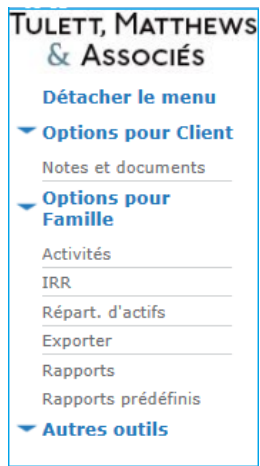 TULETT, MATTHEWS
& ASSOCIÉS
Détacher le menu
Options pour Client
Notes et documents
Options pour
Famille
Activités
IRR
Répart. d'actifs
Exporter
Rapports
Rapports prédéfinis
Autres outils